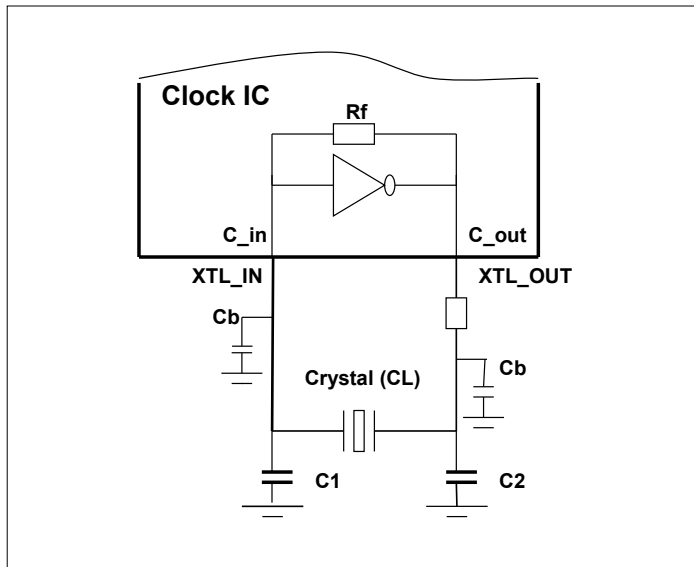 Clock IC
Rf
C_in
C_out
XTL_IN
XTL_OUT
Cb
Crystal (CL)
Cb
C1
C2